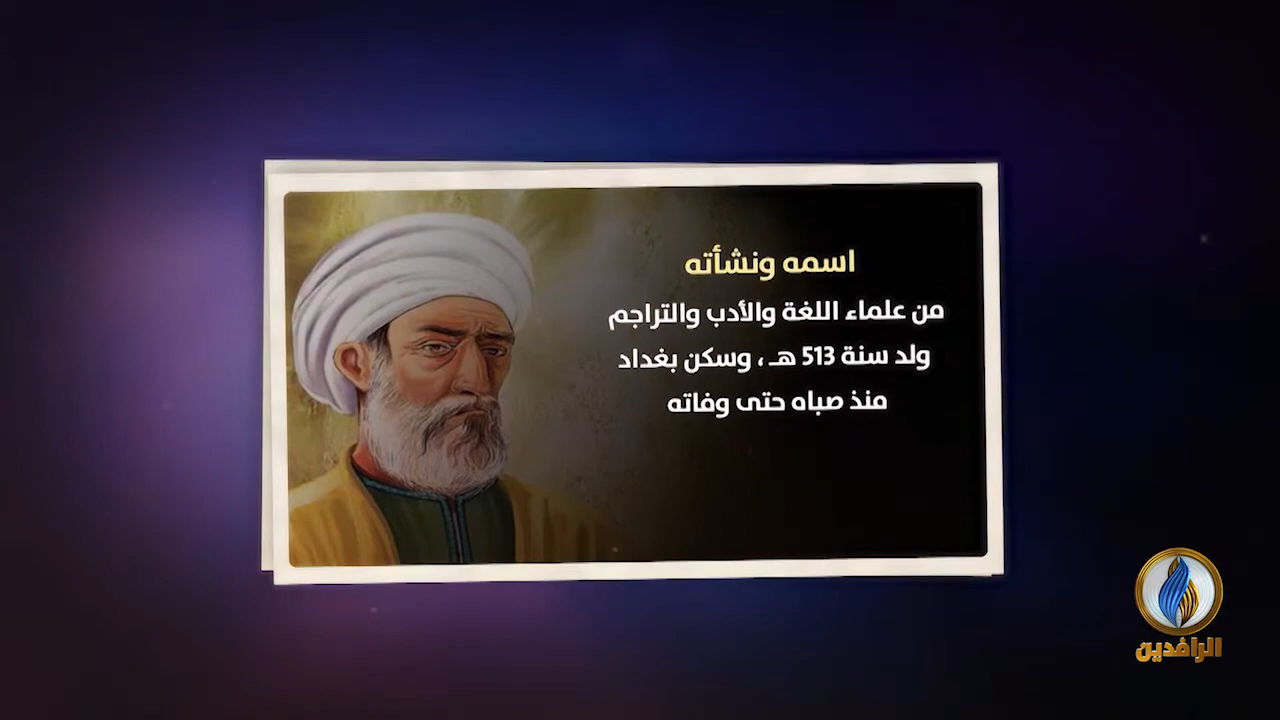 اسمه ونشأته
من علماء اللغة والأدب والتراجم
ولد سنة 513 هـ ، وسكن بغداد
منذ صباه حتى وفاته
الرافدين